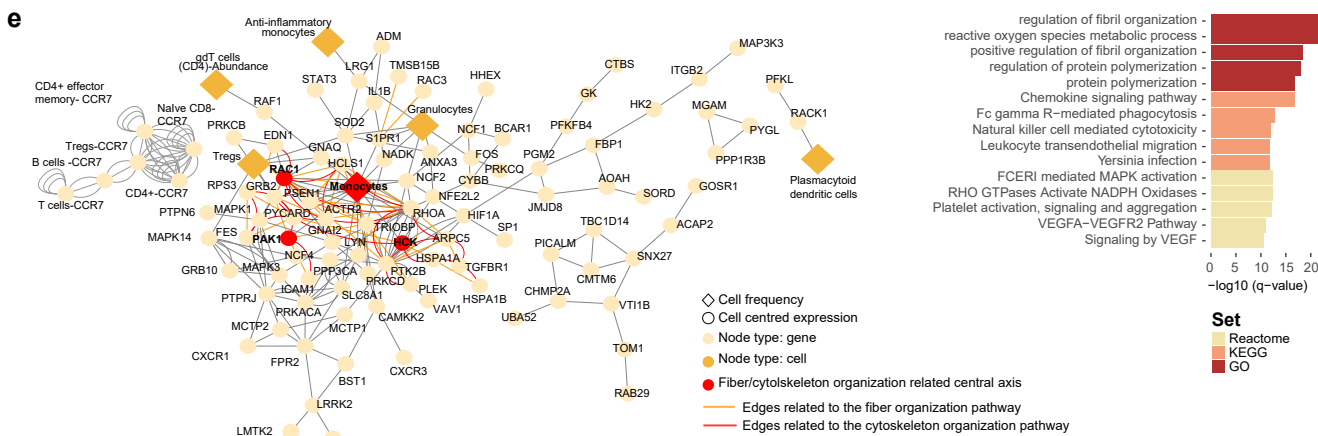 e
Anti-inflammatory
monocytes
ADM
MAP3K3
gdT cells
(CD4)-Abundance
LRG1
TMSB15B
CTBS
ITGB2
STAT3
RAC3
HHEX
PFKL
CD4+ effector
memory- CCR7
IL1B
GK
Naïve CD8-
CCR7
RAF1
Granulocytes
HK2
MGAM
RACK1
PRKCB
EDN1
SOD2
S1PR1
NCF1
BCAR1
PFKFB4
PYGL
Tregs-CCR7
GNAQ
Tregs
HCLS1
NADK
ANXA3
FOS
PGM2
FBP1
PPP1R3B
B cells -CCR7
RAC1
PRKCQ
Plasmacytoid
dendritic cells
CD4+-CCR7
RPS3
GRB2
PSEN1
Monocytes
NCF2
CYBB
AOAH
GOSR1
T cells-CCR7
NFE2L2
JMJD8
SORD
PTPN6
MAPK1
PYCARD
ACTR2
RHOA
HIF1A
TBC1D14
ACAP2
MAPK14
FES
PAK1
GNAI2
TRIOBP
LYN
HCK
ARPC5
SP1
PICALM
SNX27
GRB10
MAPK3
NCF4
PPP3CA
PTK2B
HSPA1A
TGFBR1
CMTM6
PTPRJ
ICAM1
SLC8A1
PRKCD
PLEK
HSPA1B
CHMP2A
VTI1B
PRKACA
VAV1
MCTP2
MCTP1
CAMKK2
UBA52
CXCR1
FPR2
CXCR3
TOM1
BST1
RAB29
LRRK2
LMTK2
Cell frequency
Cell centred expression
Node type: gene
Node type: cell
Fiber/cytolskeleton organization related central axis
Edges related to the fiber organization pathway
Edges related to the cytoskeleton organization pathway
regulation of fibril organization
reactive oxygen species metabolic process
positive regulation of fibril organization
regulation of protein polymerization
protein polymerization
Chemokine signaling pathway
Fc gamma R−mediated phagocytosis
Natural killer cell mediated cytotoxicity
Leukocyte transendothelial migration
Yersinia infection
FCERI mediated MAPK activation
RHO GTPases Activate NADPH Oxidases
Platelet activation, signaling and aggregation
VEGFA−VEGFR2 Pathway
Signaling by VEGF
0 5 10 15 20
−log10 (q−value)
Set
Reactome
KEGG
GO